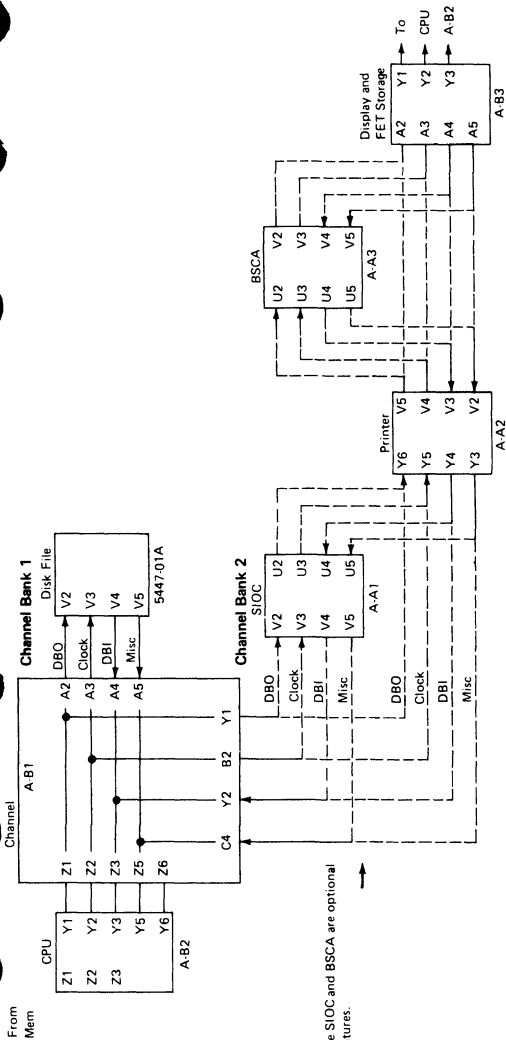 From
Mem
CPU
Z1 Y1
Z2 Y2
Z3 Y3
Y5
Y6
A-B2
Channel
A-B1
Z1 A2
Z2 A3
Z3 A4
Z5 A5
Z6
C4 Y2 B2 Y1
Channel Bank 1
Disk File
DBO V2
Clock V3
DBI V4
Misc V5
5447-01A
Channel Bank 2
SIOC
DBO V2 U2
Clock V3 U3
DBI V4 U4
Misc V5 U5
A-A1
DBO
Clock
DBI
Misc
Printer
Y6 V5
Y5 V4
Y4 V3
Y3 V2
A-A2
BSCA
U2 V2
U3 V3
U4 V4
U5 V5
A-A3
Display and
FET Storage
A2 Y1 To
A3 Y2 CPU
A4 Y3 A-B2
A5
A-B3
e SIOC and BSCA are optional
tures.